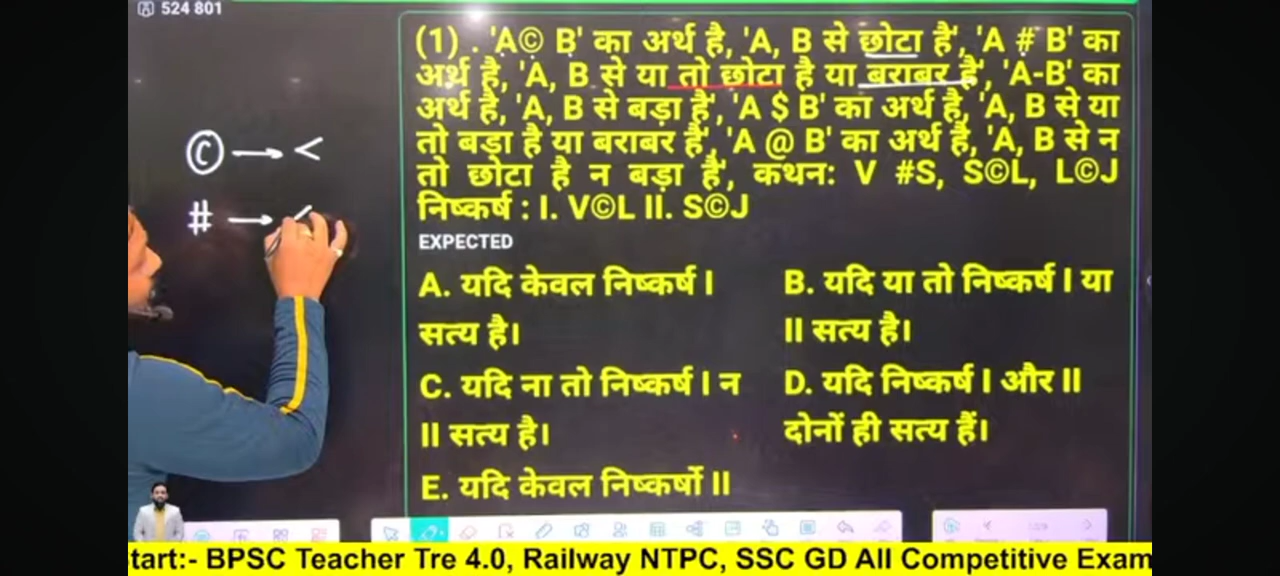 524 801
(1) . 'A© B' का अर्थ है, 'A, B से छोटा है', 'A # B' का
अर्थ है, 'A, B से या तो छोटा है या बराबर है', 'A-B' का
अर्थ है, 'A, B से बड़ा है', 'A $ B' का अर्थ है, 'A, B से या
तो बड़ा है या बराबर है', 'A @ B' का अर्थ है, 'A, B से न
तो छोटा है न बड़ा है', कथन: V #S, S©L, L©J
निष्कर्ष : I. V©L II. S©J
© → <
# →
EXPECTED
A. यदि केवल निष्कर्ष I
सत्य है।
B. यदि या तो निष्कर्ष I या
II सत्य है।
C. यदि ना तो निष्कर्ष I न
II सत्य है।
D. यदि निष्कर्ष I और II
दोनों ही सत्य हैं।
E. यदि केवल निष्कर्षो II
tart:- BPSC Teacher Tre 4.0, Railway NTPC, SSC GD All Competitive Exam